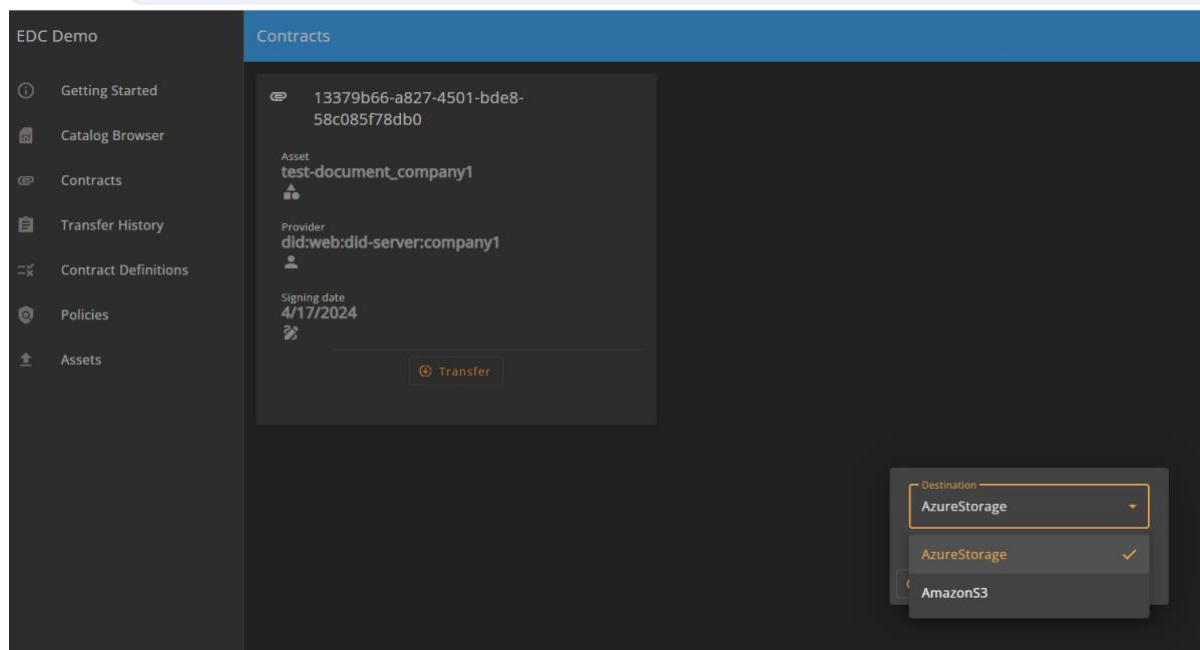 EDC Demo
Contracts
Getting Started
Catalog Browser
Contracts
Transfer History
Contract Definitions
Policies
Assets
13379b66-a827-4501-bde8-
58c085f78db0
Asset
test-document_company1
Provider
did:web:did-server:company1
Signing date
4/17/2024
Transfer
Destination
AzureStorage
AzureStorage
AmazonS3